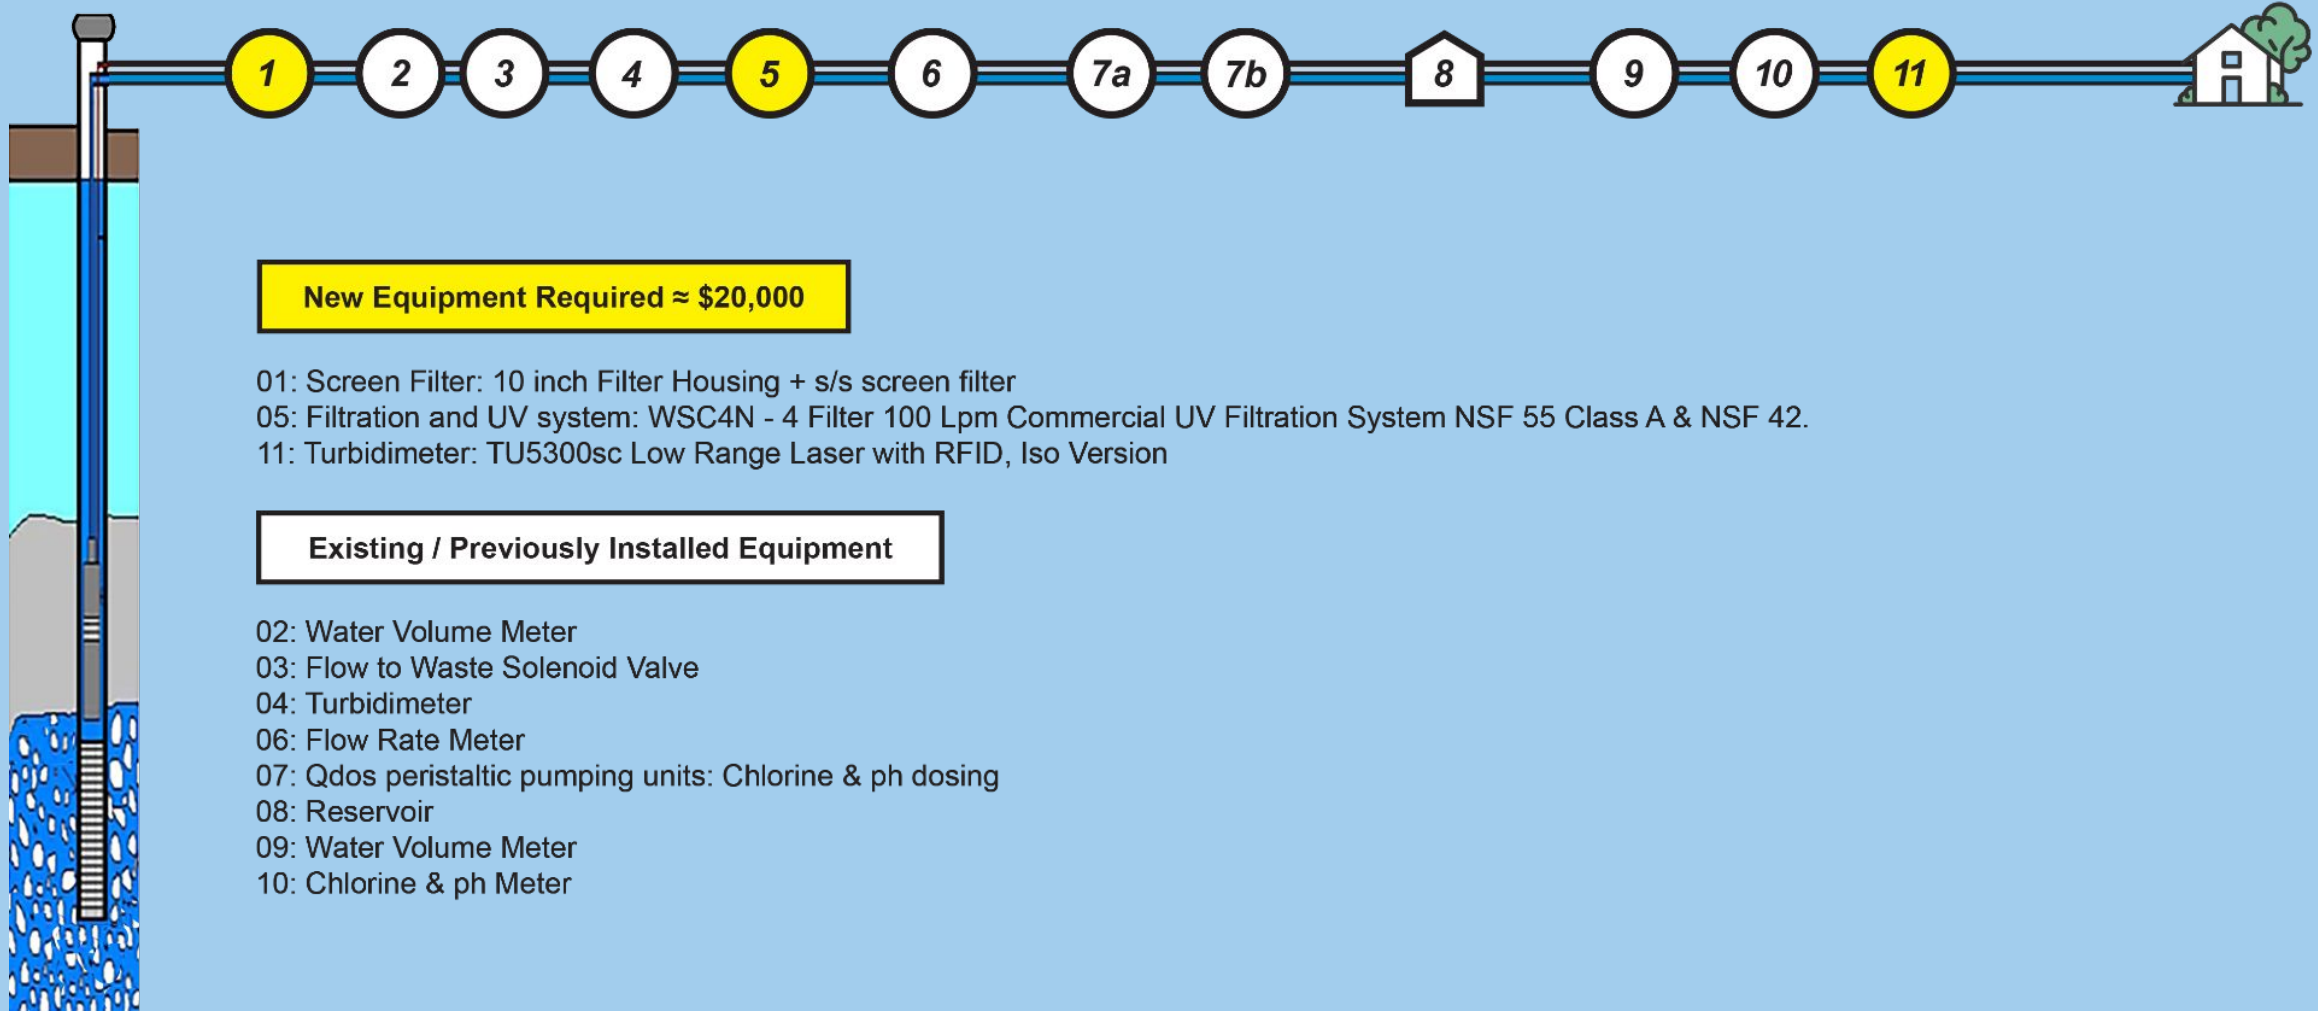 1 2 3 4 5 6 7a 7b 8 9 10 11
New Equipment Required ≈ $20,000
01: Screen Filter: 10 inch Filter Housing + s/s screen filter
05: Filtration and UV system: WSC4N - 4 Filter 100 Lpm Commercial UV Filtration System NSF 55 Class A & NSF 42.
11: Turbidimeter: TU5300sc Low Range Laser with RFID, Iso Version
Existing / Previously Installed Equipment
02: Water Volume Meter
03: Flow to Waste Solenoid Valve
04: Turbidimeter
06: Flow Rate Meter
07: Qdos peristaltic pumping units: Chlorine & ph dosing
08: Reservoir
09: Water Volume Meter
10: Chlorine & ph Meter